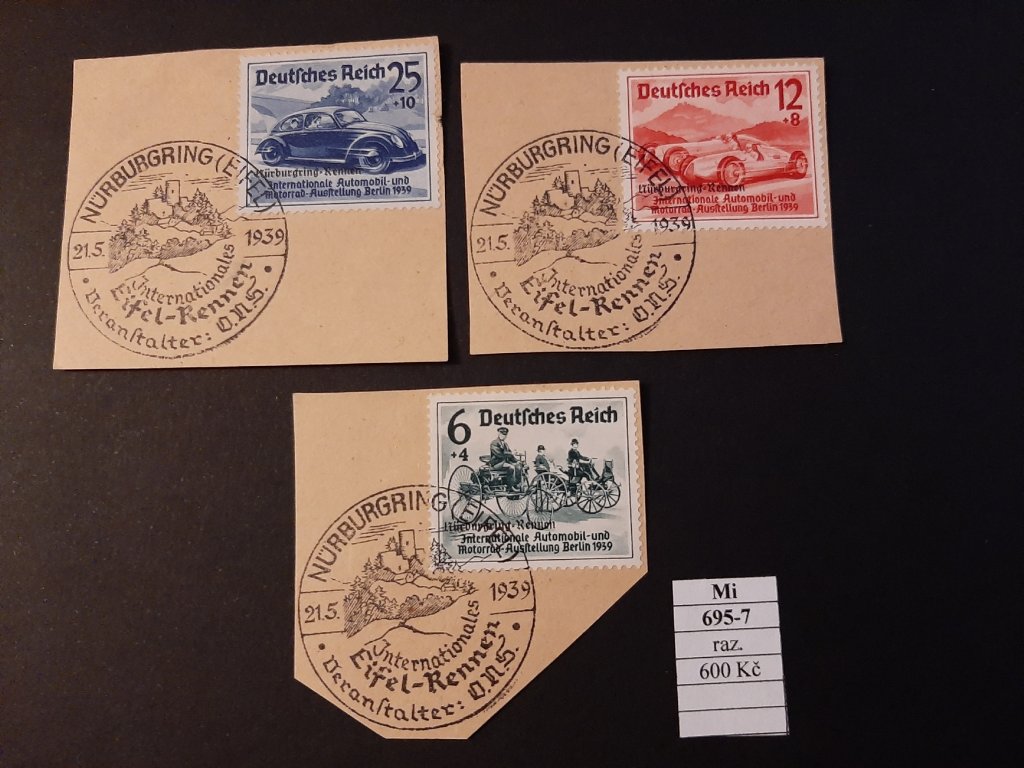 Deutsches Reich 25
+10
Nürburgring-Rennen
Internationale Automobil-und
Motorrad-Ausstellung Berlin 1939
NÜRBURGRING (EIFEL)
21.5. 1939
Internationales
Eifel-Rennen
Veranstalter: O.N.S.
Deutsches Reich 12
+8
Nürburgring-Rennen
Internationale Automobil-und
Motorrad-Ausstellung Berlin 1939
NÜRBURGRING (EIFEL)
21.5. 1939
Internationales
Eifel-Rennen
Veranstalter: O.N.S.
6 Deutsches Reich
+4
Nürburgring-Rennen
Internationale Automobil-und
Motorrad-Ausstellung Berlin 1939
NÜRBURGRING (EIFEL)
21.5. 1939
Internationales
Eifel-Rennen
Veranstalter: O.N.S.
Mi
695-7
raz.
600 Kč